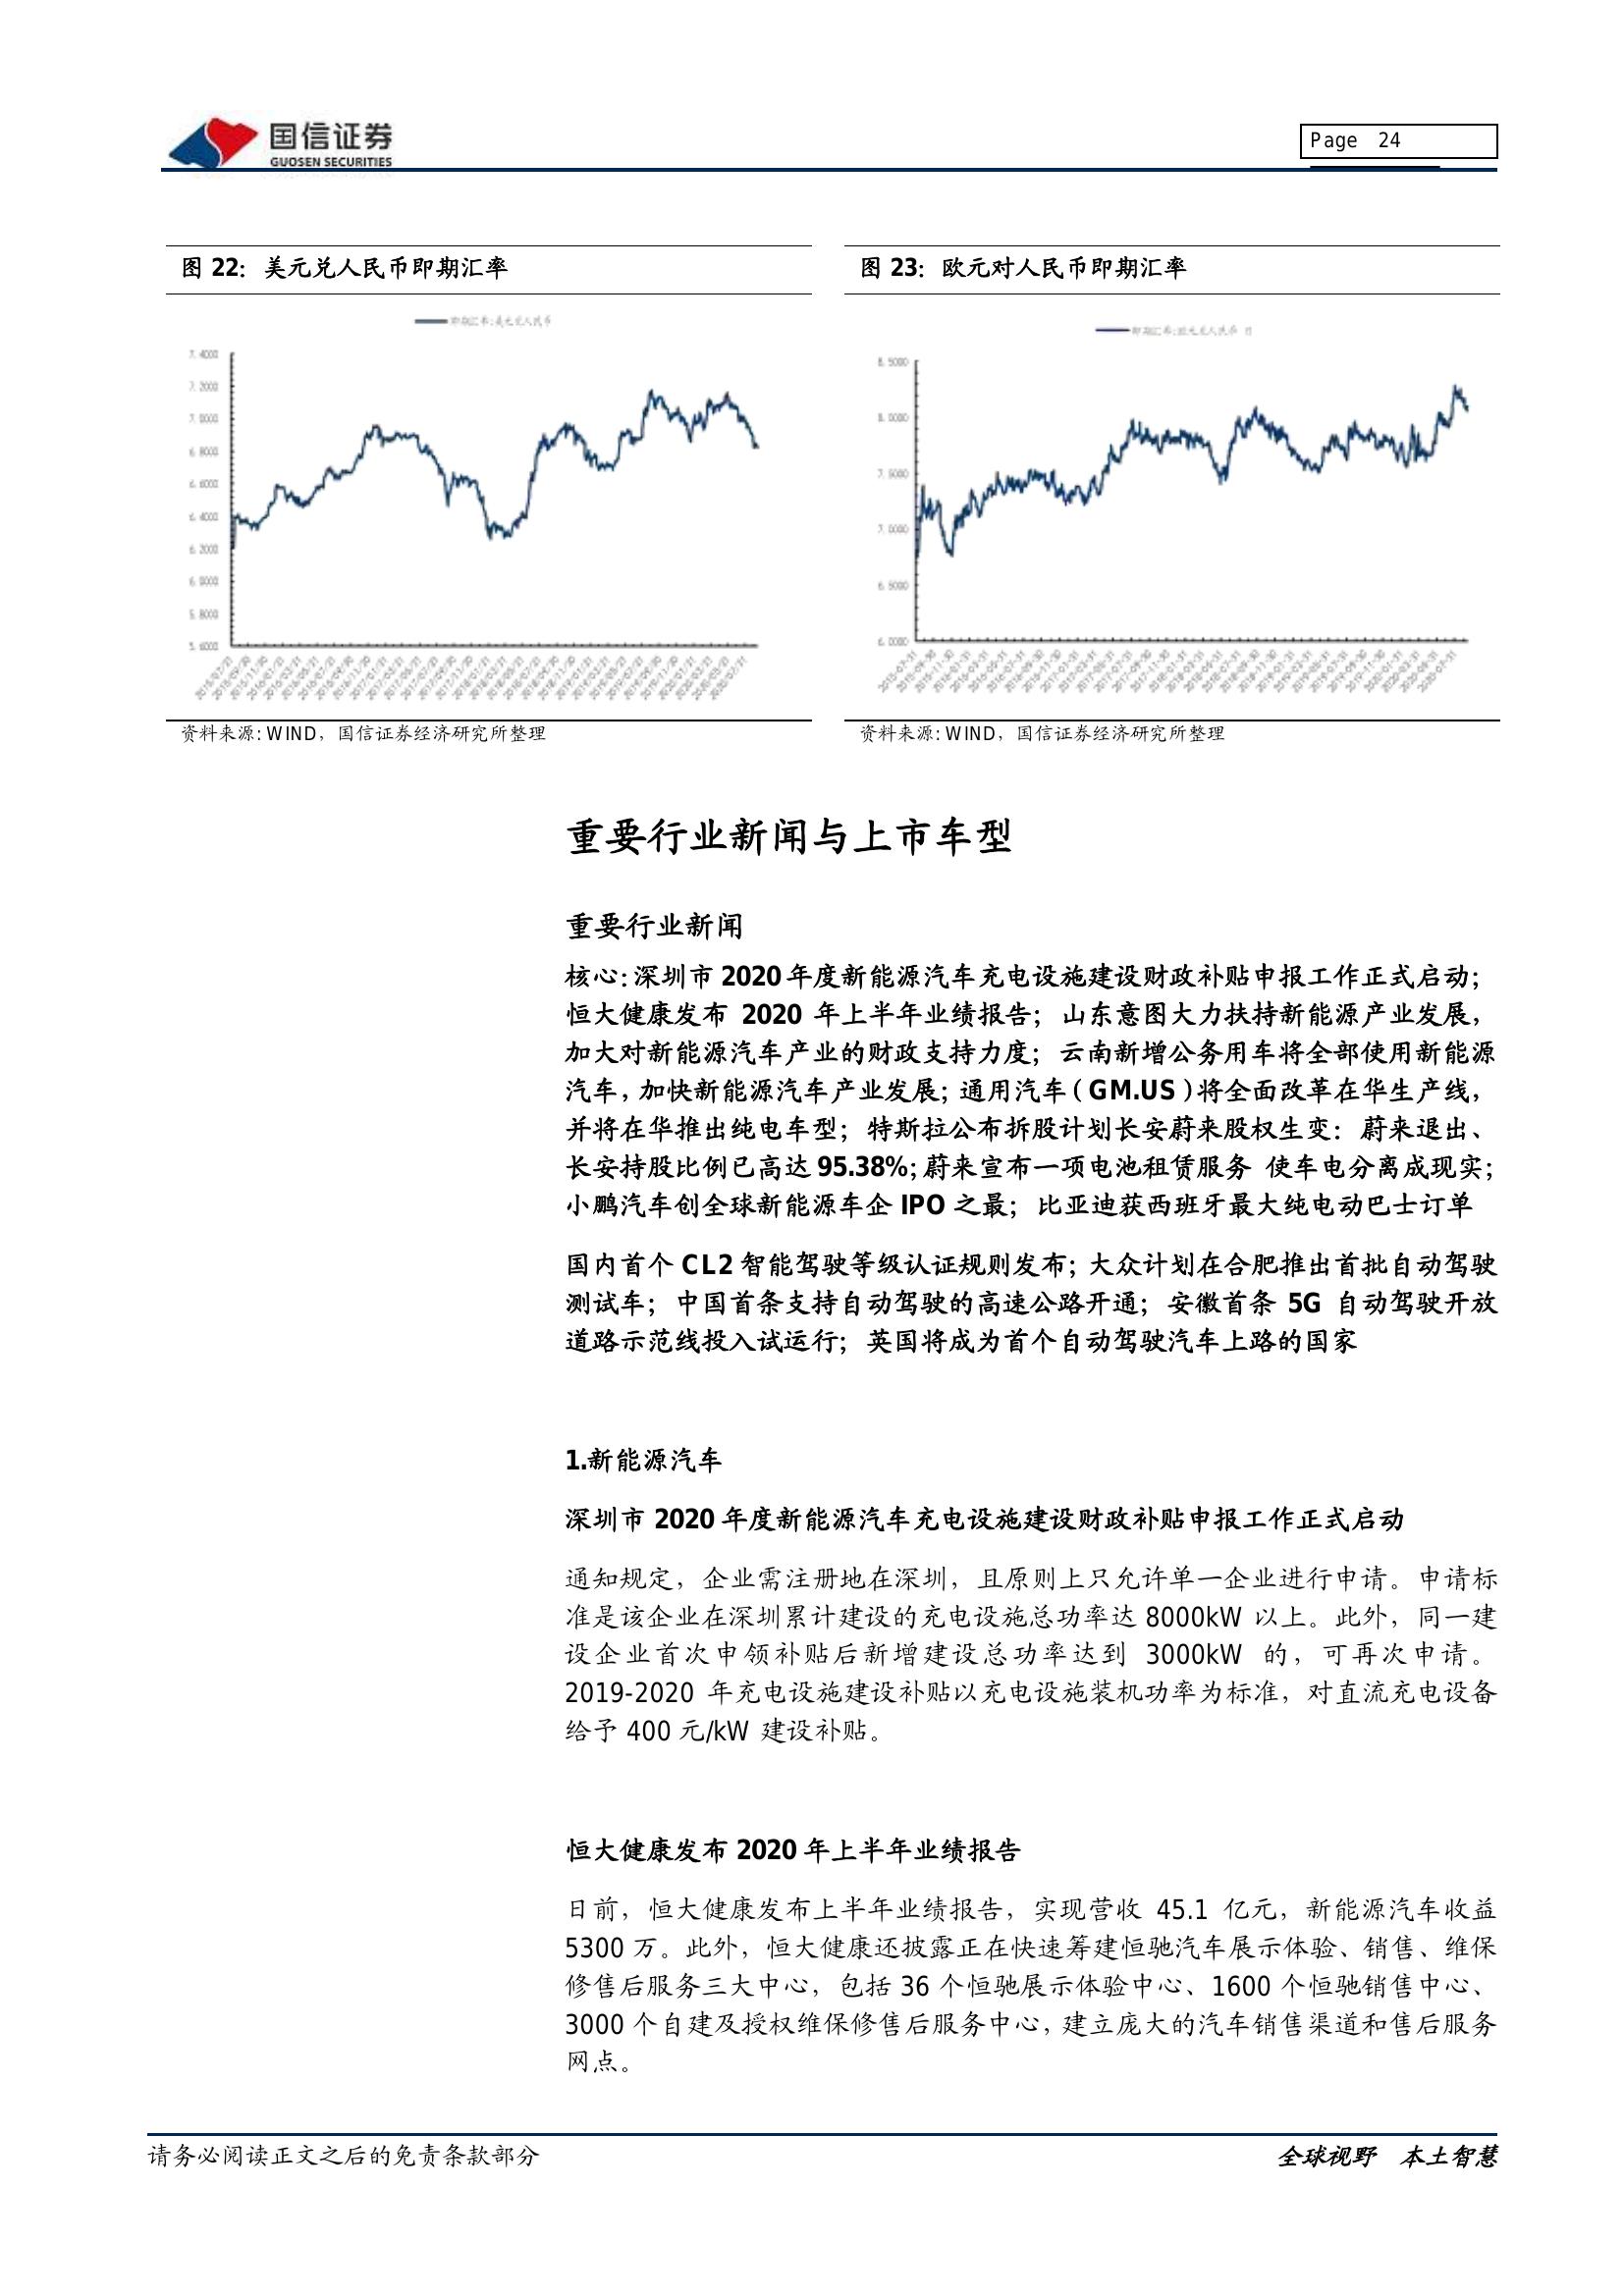 国信证券
GUOSEN SECURITIES
Page 24
图 22：美元兑人民币即期汇率
即期汇率:美元兑人民币
7.4000
7.2000
7.0000
6.8000
6.6000
6.4000
6.2000
6.0000
5.8000
5.6000
资料来源: WIND，国信证券经济研究所整理
图 23：欧元对人民币即期汇率
8.5000
8.0000
7.5000
7.0000
6.5000
6.0000
资料来源: WIND，国信证券经济研究所整理
重要行业新闻与上市车型
重要行业新闻
核心：深圳市 2020 年度新能源汽车充电设施建设财政补贴申报工作正式启动；
恒大健康发布 2020 年上半年业绩报告；山东意图大力扶持新能源产业发展，
加大对新能源汽车产业的财政支持力度；云南新增公务用车将全部使用新能源
汽车，加快新能源汽车产业发展；通用汽车（GM.US）将全面改革在华生产线，
并将在华推出纯电车型；特斯拉公布拆股计划长安蔚来股权生变：蔚来退出、
长安持股比例已高达 95.38%；蔚来宣布一项电池租赁服务 使车电分离成现实；
小鹏汽车创全球新能源车企 IPO 之最；比亚迪获西班牙最大纯电动巴士订单
国内首个 CL2 智能驾驶等级认证规则发布；大众计划在合肥推出首批自动驾驶
测试车；中国首条支持自动驾驶的高速公路开通；安徽首条 5G 自动驾驶开放
道路示范线投入试运行；英国将成为首个自动驾驶汽车上路的国家
1.新能源汽车
深圳市 2020 年度新能源汽车充电设施建设财政补贴申报工作正式启动
通知规定，企业需注册地在深圳，且原则上只允许单一企业进行申请。申请标
准是该企业在深圳累计建设的充电设施总功率达 8000kW 以上。此外，同一建
设企业首次申领补贴后新增建设总功率达到 3000kW 的，可再次申请。
2019-2020 年充电设施建设补贴以充电设施装机功率为标准，对直流充电设备
给予 400 元/kW 建设补贴。
恒大健康发布 2020 年上半年业绩报告
日前，恒大健康发布上半年业绩报告，实现营收 45.1 亿元，新能源汽车收益
5300 万。此外，恒大健康还披露正在快速筹建恒驰汽车展示体验、销售、维保
修售后服务三大中心，包括 36 个恒驰展示体验中心、1600 个恒驰销售中心、
3000 个自建及授权维保修售后服务中心，建立庞大的汽车销售渠道和售后服务
网点。
请务必阅读正文之后的免责条款部分
全球视野 本土智慧